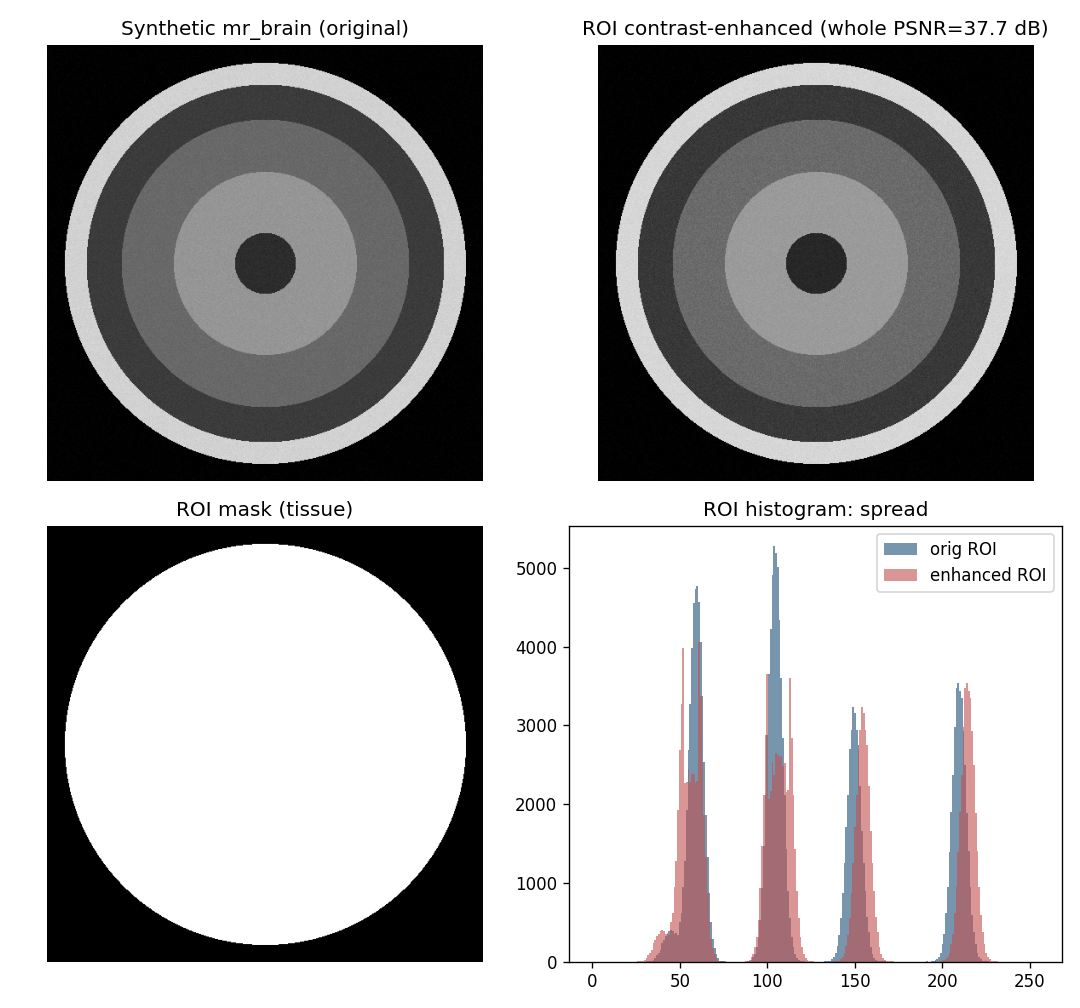 Synthetic mr_brain (original)
ROI contrast-enhanced (whole PSNR=37.7 dB)
ROI mask (tissue)
ROI histogram: spread
orig ROI
enhanced ROI
5000
4000
3000
2000
1000
0
0 50 100 150 200 250